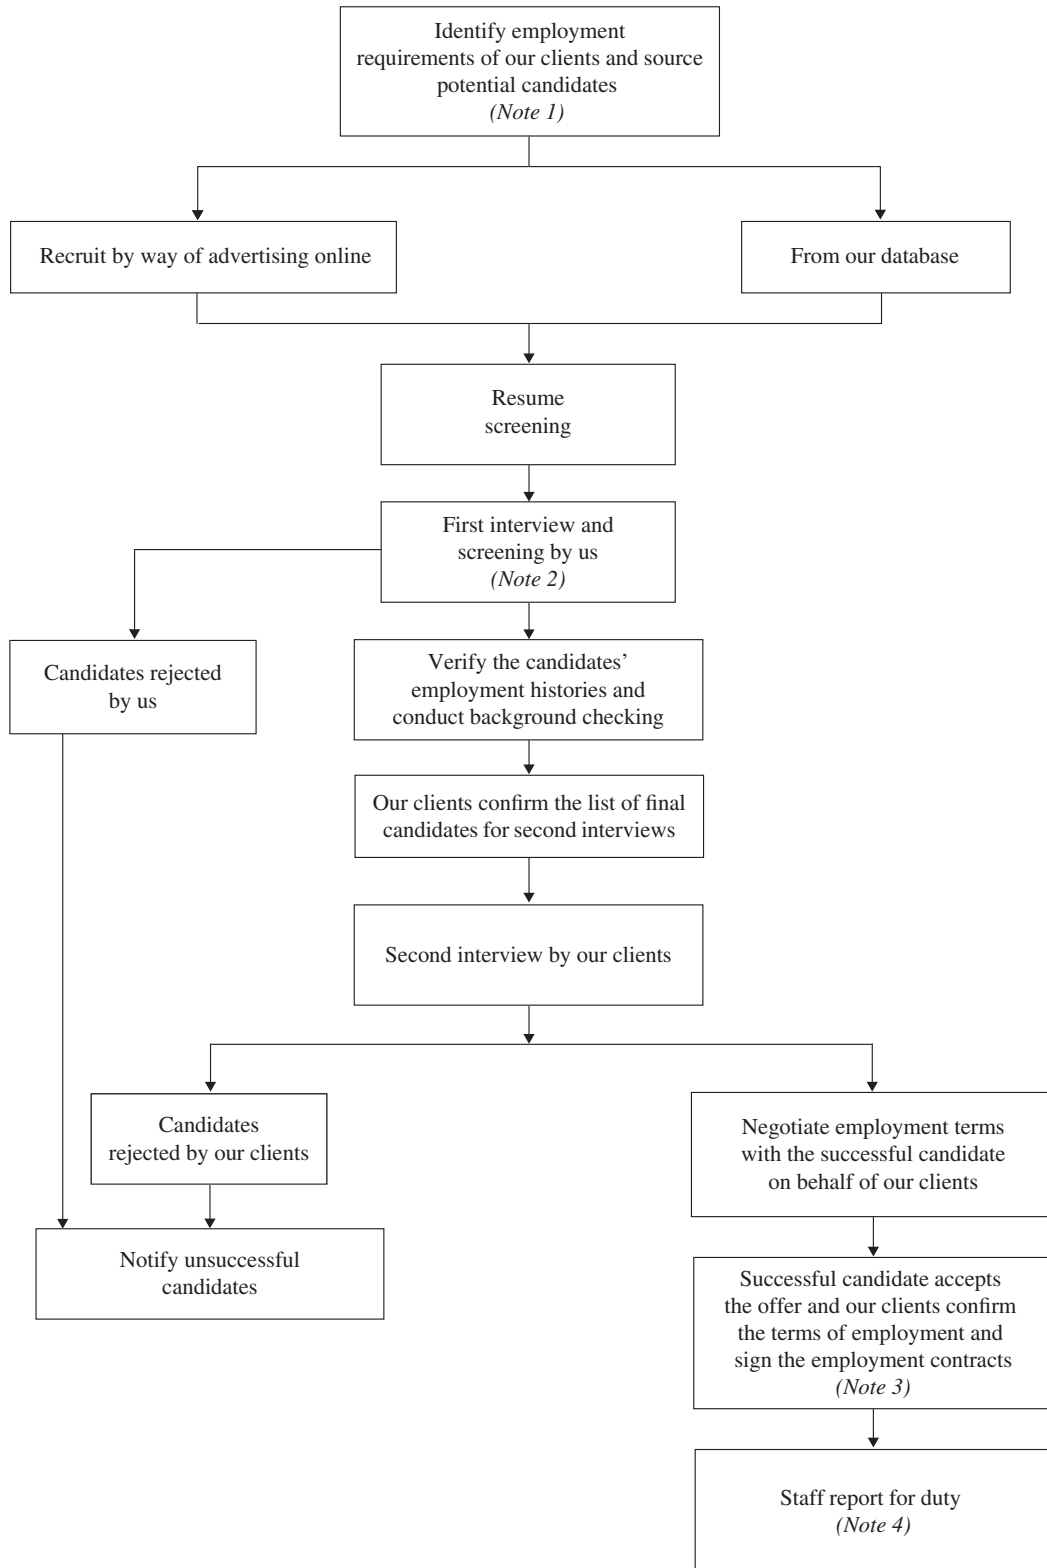 Identify employment
requirements of our clients and source
potential candidates
(Note 1)
Recruit by way of advertising online
From our database
Resume
screening
First interview and
screening by us
(Note 2)
Candidates rejected
by us
Verify the candidates’
employment histories and
conduct background checking
Our clients confirm the list of final
candidates for second interviews
Second interview by our clients
Candidates
rejected by our clients
Negotiate employment terms
with the successful candidate
on behalf of our clients
Notify unsuccessful
candidates
Successful candidate accepts
the offer and our clients confirm
the terms of employment and
sign the employment contracts
(Note 3)
Staff report for duty
(Note 4)